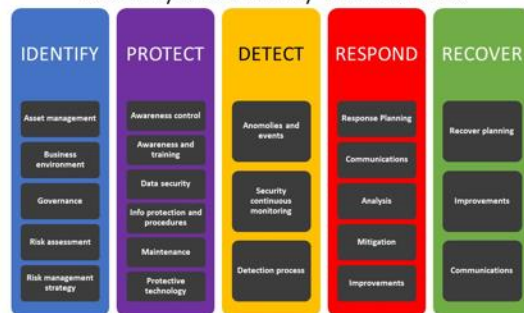 IDENTIFY
Asset management
Business
environment
Governance
Risk assessment
Risk management
strategy
PROTECT
Awareness control
Awareness and
training
Data security
Info protection and
procedures
Maintenance
Protective
technology
DETECT
Anomolies and
events
Security
continuous
monitoring
Detection process
RESPOND
Response Planning
Communications
Analysis
Mitigation
Improvements
RECOVER
Recover planning
Improvements
Communications